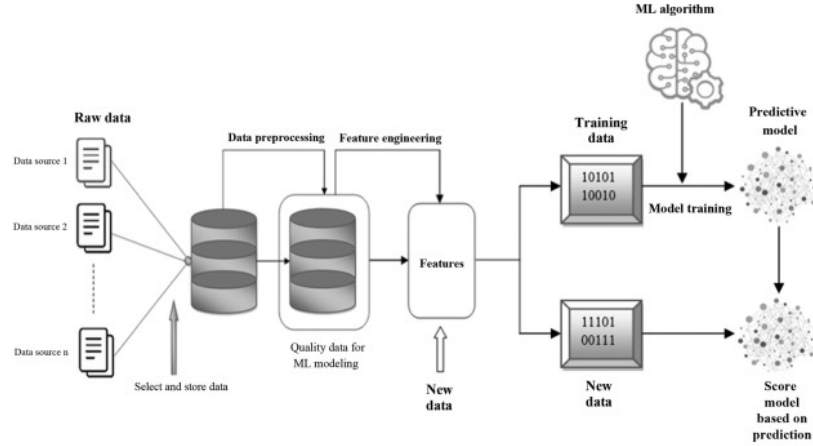 ML algorithm
Raw data
Data source 1
Data source 2
Data source n
Select and store data
Data preprocessing
Feature engineering
Quality data for
ML modeling
Features
New
data
Training
data
10101
10010
Model training
Predictive
model
11101
00111
New
data
Score
model
based on
prediction